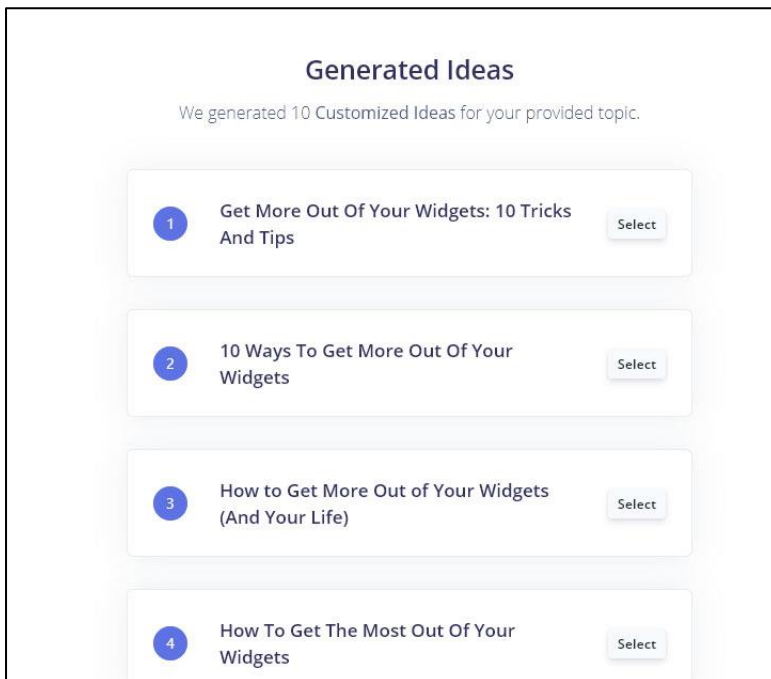 Generated Ideas
We generated 10 Customized Ideas for your provided topic.
1
Get More Out Of Your Widgets: 10 Tricks
And Tips
Select
2
10 Ways To Get More Out Of Your
Widgets
Select
3
How to Get More Out of Your Widgets
(And Your Life)
Select
4
How To Get The Most Out Of Your
Widgets
Select